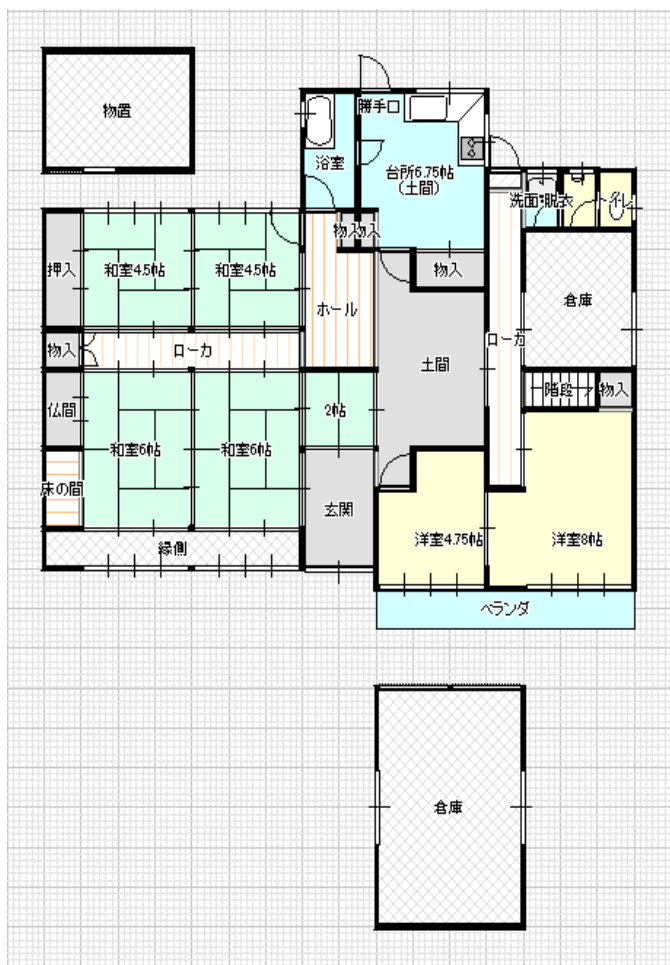 物置
勝手口
浴室
台所6.75帖
(土間)
洗面・脱衣
トイレ
物入
物入
押入
和室4.5帖
和室4.5帖
物入
倉庫
ホール
物入
ローカ
土間
ローカ
階段
物入
仏間
2帖
和室6帖
和室6帖
床の間
玄関
縁側
洋室4.75帖
洋室8帖
ベランダ
倉庫